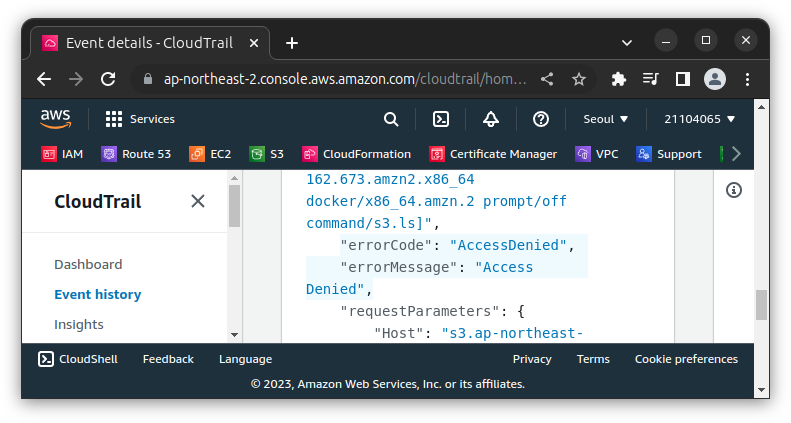 Event details - CloudTrail
ap-northeast-2.console.aws.amazon.com/cloudtrail/hom...
aws
Services
Seoul
21104065
IAM
Route 53
EC2
S3
CloudFormation
Certificate Manager
VPC
Support
CloudTrail
Dashboard
Event history
Insights
162.673.amzn2.x86_64
docker/x86_64.amzn.2 prompt/off
command/s3.ls]",
"errorCode": "AccessDenied",
"errorMessage": "Access
Denied",
"requestParameters": {
"Host": "s3.ap-northeast-
CloudShell
Feedback
Language
Privacy
Terms
Cookie preferences
© 2023, Amazon Web Services, Inc. or its affiliates.